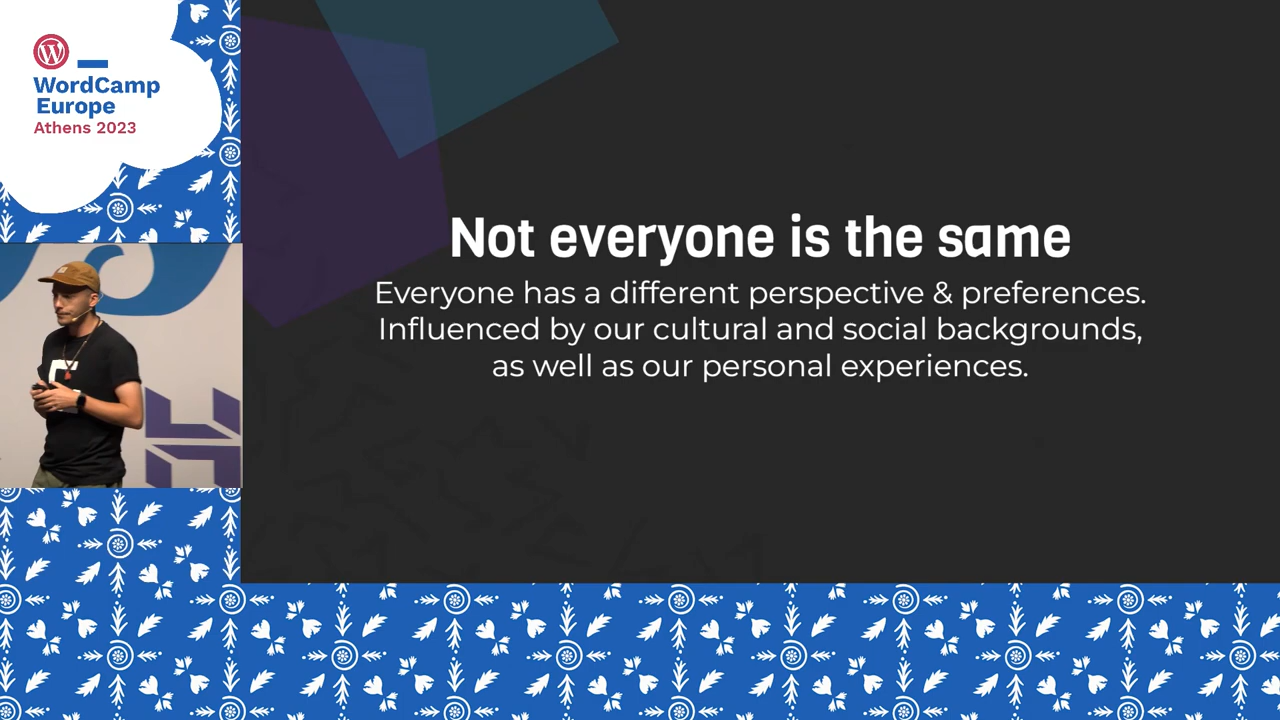 WordCamp
Europe
Athens 2023
Not everyone is the same
Everyone has a different perspective & preferences.
Influenced by our cultural and social backgrounds,
as well as our personal experiences.